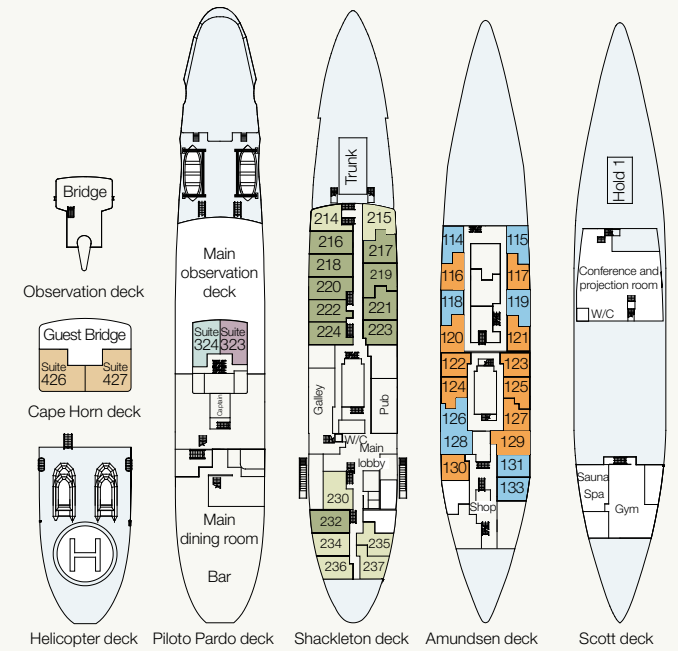 Bridge
Observation deck
Guest Bridge
Suite
426
Suite
427
Cape Horn deck
H
Helicopter deck
Main
observation
deck
Suite
324
Suite
323
Captain
Main
dining room
Bar
Piloto Pardo deck
Trunk
214
215
216
217
218
219
220
221
222
223
224
Galley
Pub
W/C
Main
lobby
230
232
234
235
236
237
Shackleton deck
114
115
116
117
118
119
120
121
122
123
124
125
126
127
128
129
130
131
133
Shop
Amundsen deck
Hold 1
Conference and
projection room
W/C
Sauna
Spa
Gym
Scott deck